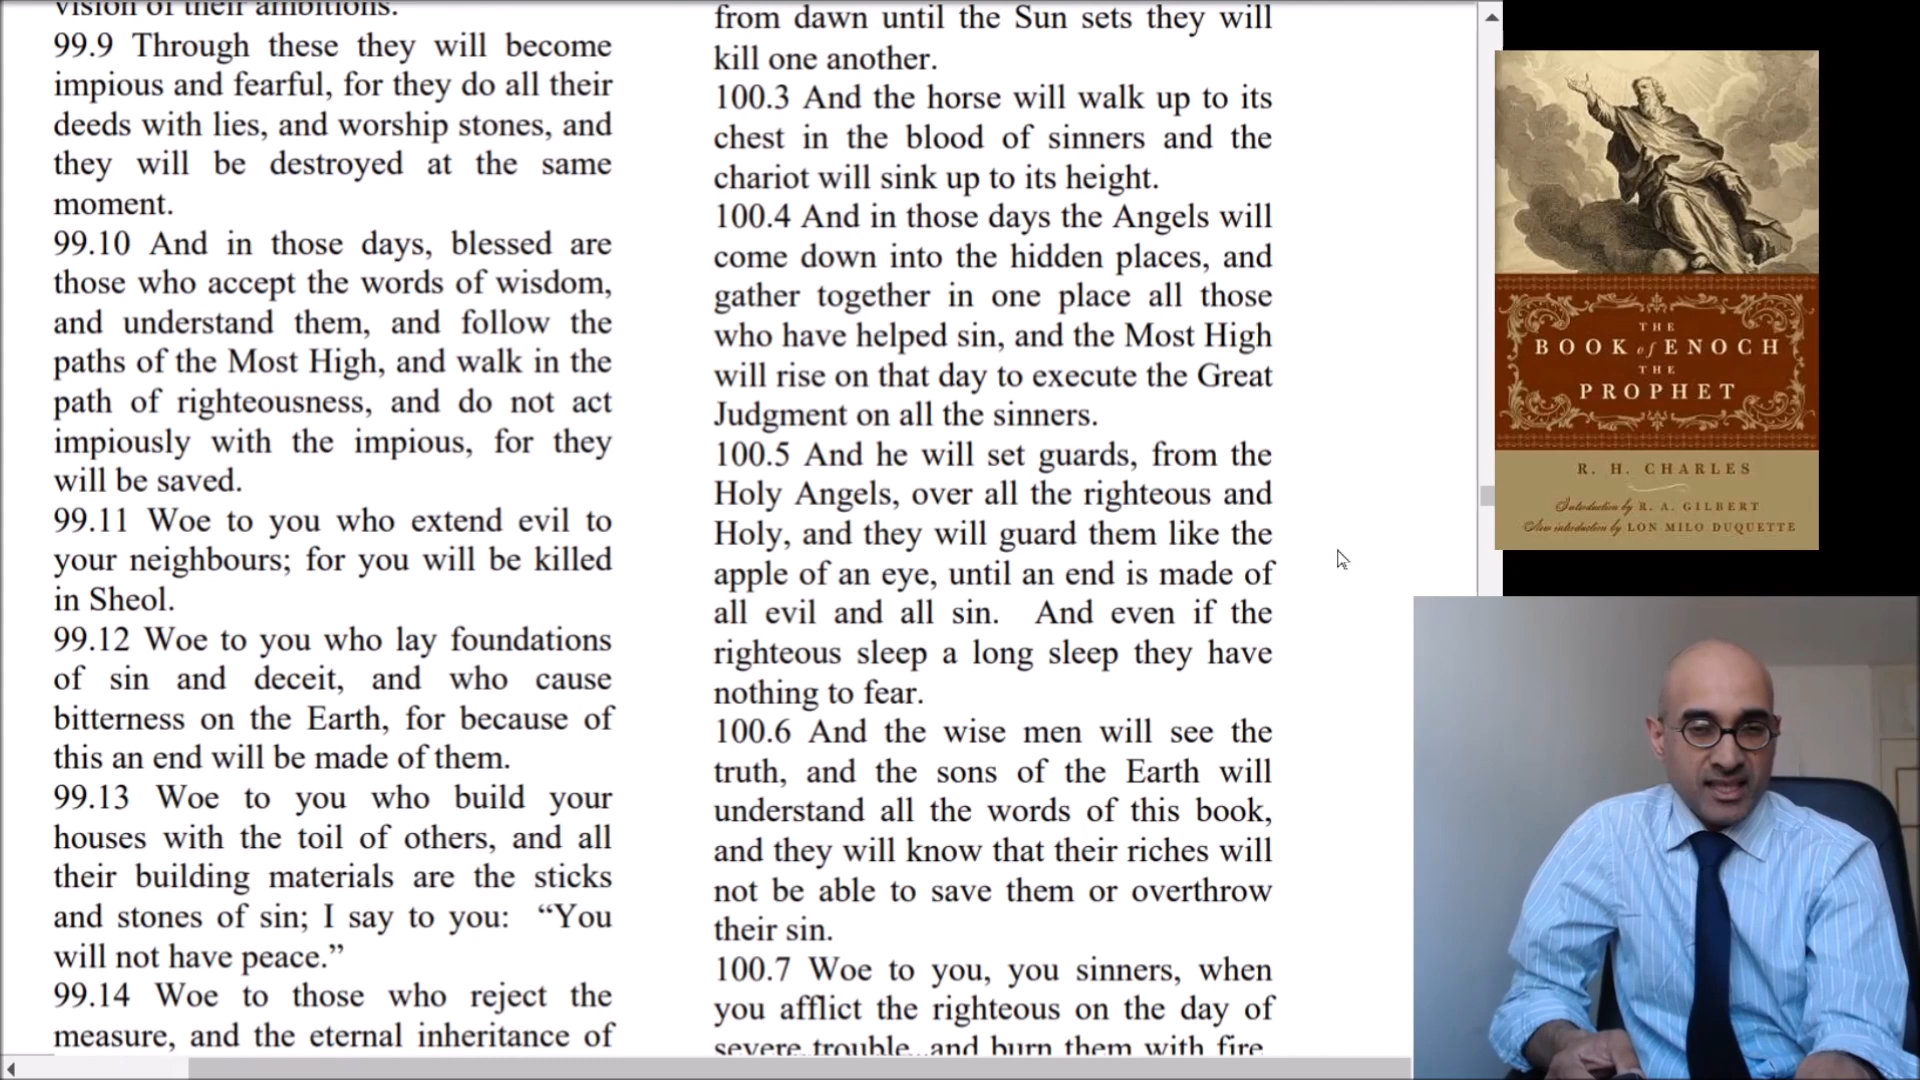 vision of their ambitions.
99.9 Through these they will become
impious and fearful, for they do all their
deeds with lies, and worship stones, and
they will be destroyed at the same
moment.
99.10 And in those days, blessed are
those who accept the words of wisdom,
and understand them, and follow the
paths of the Most High, and walk in the
path of righteousness, and do not act
impiously with the impious, for they
will be saved.
99.11 Woe to you who extend evil to
your neighbours; for you will be killed
in Sheol.
99.12 Woe to you who lay foundations
of sin and deceit, and who cause
bitterness on the Earth, for because of
this an end will be made of them.
99.13 Woe to you who build your
houses with the toil of others, and all
their building materials are the sticks
and stones of sin; I say to you: “You
will not have peace.”
99.14 Woe to those who reject the
measure, and the eternal inheritance of
from dawn until the Sun sets they will
kill one another.
100.3 And the horse will walk up to its
chest in the blood of sinners and the
chariot will sink up to its height.
100.4 And in those days the Angels will
come down into the hidden places, and
gather together in one place all those
who have helped sin, and the Most High
will rise on that day to execute the Great
Judgment on all the sinners.
100.5 And he will set guards, from the
Holy Angels, over all the righteous and
Holy, and they will guard them like the
apple of an eye, until an end is made of
all evil and all sin. And even if the
righteous sleep a long sleep they have
nothing to fear.
100.6 And the wise men will see the
truth, and the sons of the Earth will
understand all the words of this book,
and they will know that their riches will
not be able to save them or overthrow
their sin.
100.7 Woe to you, you sinners, when
you afflict the righteous on the day of
severe trouble, and burn them with fire,
THE
BOOK of ENOCH
THE
PROPHET
R. H. CHARLES
Introduction by R. A. GILBERT
New introduction by LON MILO DUQUETTE